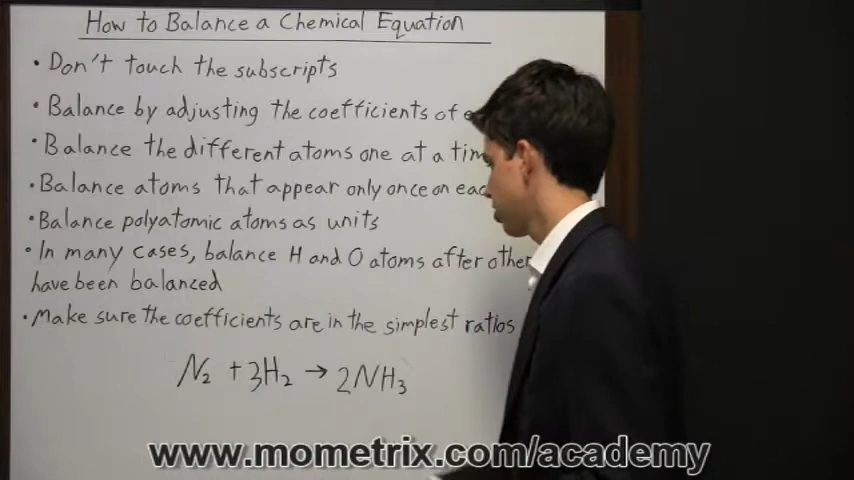 How to Balance a Chemical Equation
• Don't touch the subscripts
• Balance by adjusting the coefficients of
• Balance the different atoms one at a
• Balance atoms that appear only once on
• Balance polyatomic atoms as units
• In many cases, balance H and O atoms after other
have been balanced
• Make sure the coefficients are in the simplest ratios
N₂ + 3H₂ → 2NH₃
www.mometrix.com/academy